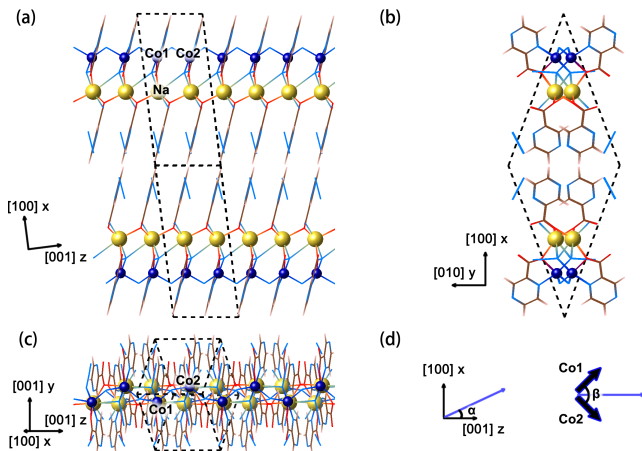 (a)
Co1 Co2
Na
[100] x
[001] z
(b)
[100] x
[010] y
(c)
Co2
Co1
[001] y
[001] z
[100] x
(d)
[100] x
α
[001] z
Co1
β
Co2